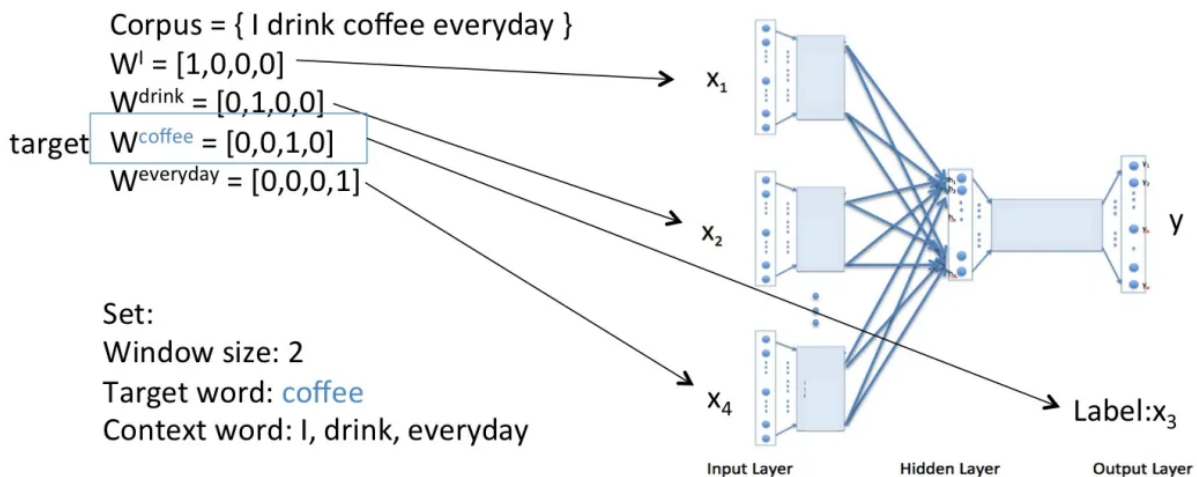 Corpus = { I drink coffee everyday }
Wᴵ = [1,0,0,0]
W^drink = [0,1,0,0]
target
W^coffee = [0,0,1,0]
W^everyday = [0,0,0,1]
Set:
Window size: 2
Target word: coffee
Context word: I, drink, everyday
x₁
x₂
x₄
y
Label:x₃
Input Layer
Hidden Layer
Output Layer